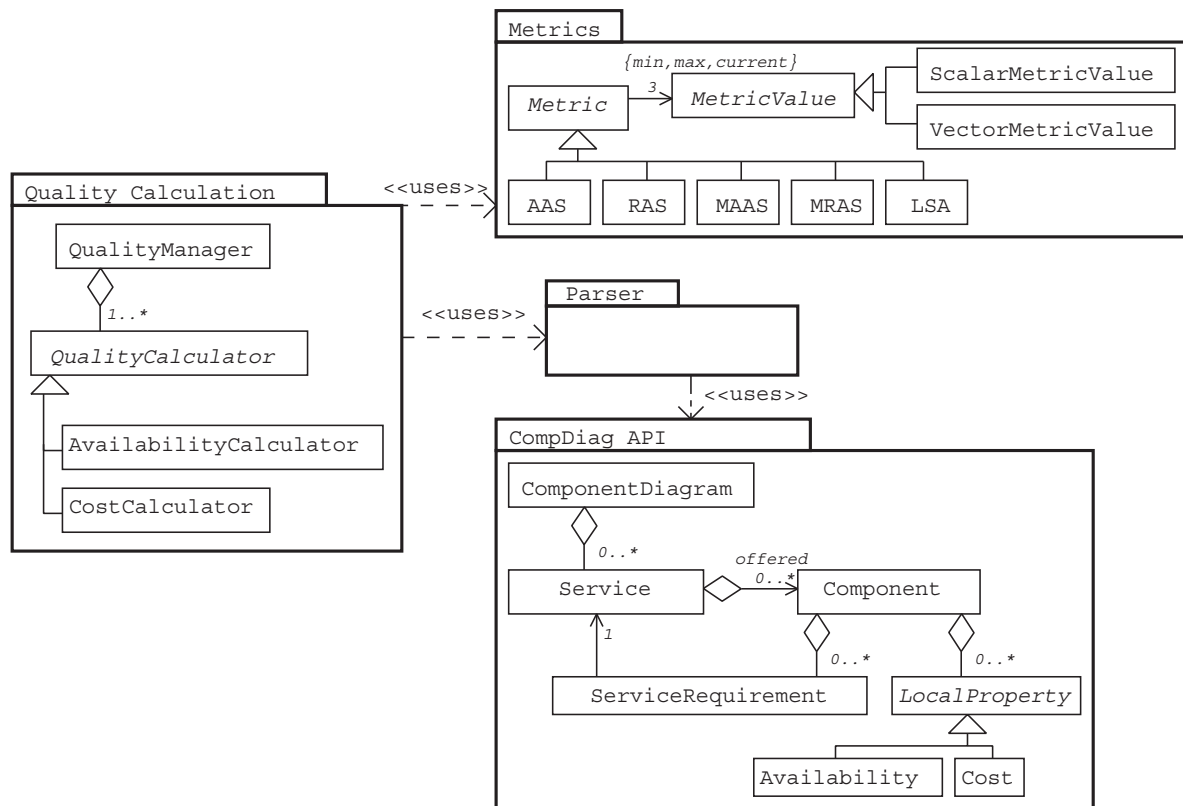 Metrics
{min,max,current}
Metric
3
MetricValue
ScalarMetricValue
VectorMetricValue
AAS
RAS
MAAS
MRAS
LSA
Quality Calculation
<<uses>>
QualityManager
1..*
QualityCalculator
AvailabilityCalculator
CostCalculator
<<uses>>
Parser
<<uses>>
CompDiag API
ComponentDiagram
0..*
Service
offered
0..*
Component
1
0..*
0..*
ServiceRequirement
LocalProperty
Availability
Cost